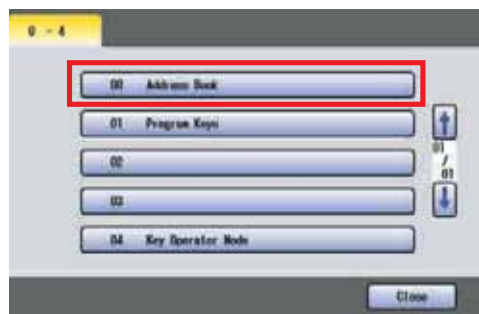 0 - 4
00 Address Book
01 Program Keys
02
03
04 Key Operator Mode
01
/
01
Close